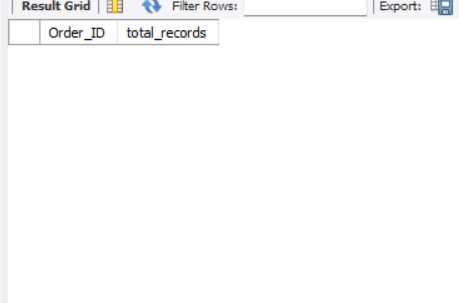 Result Grid Filter Rows: Export:
Order_ID total_records